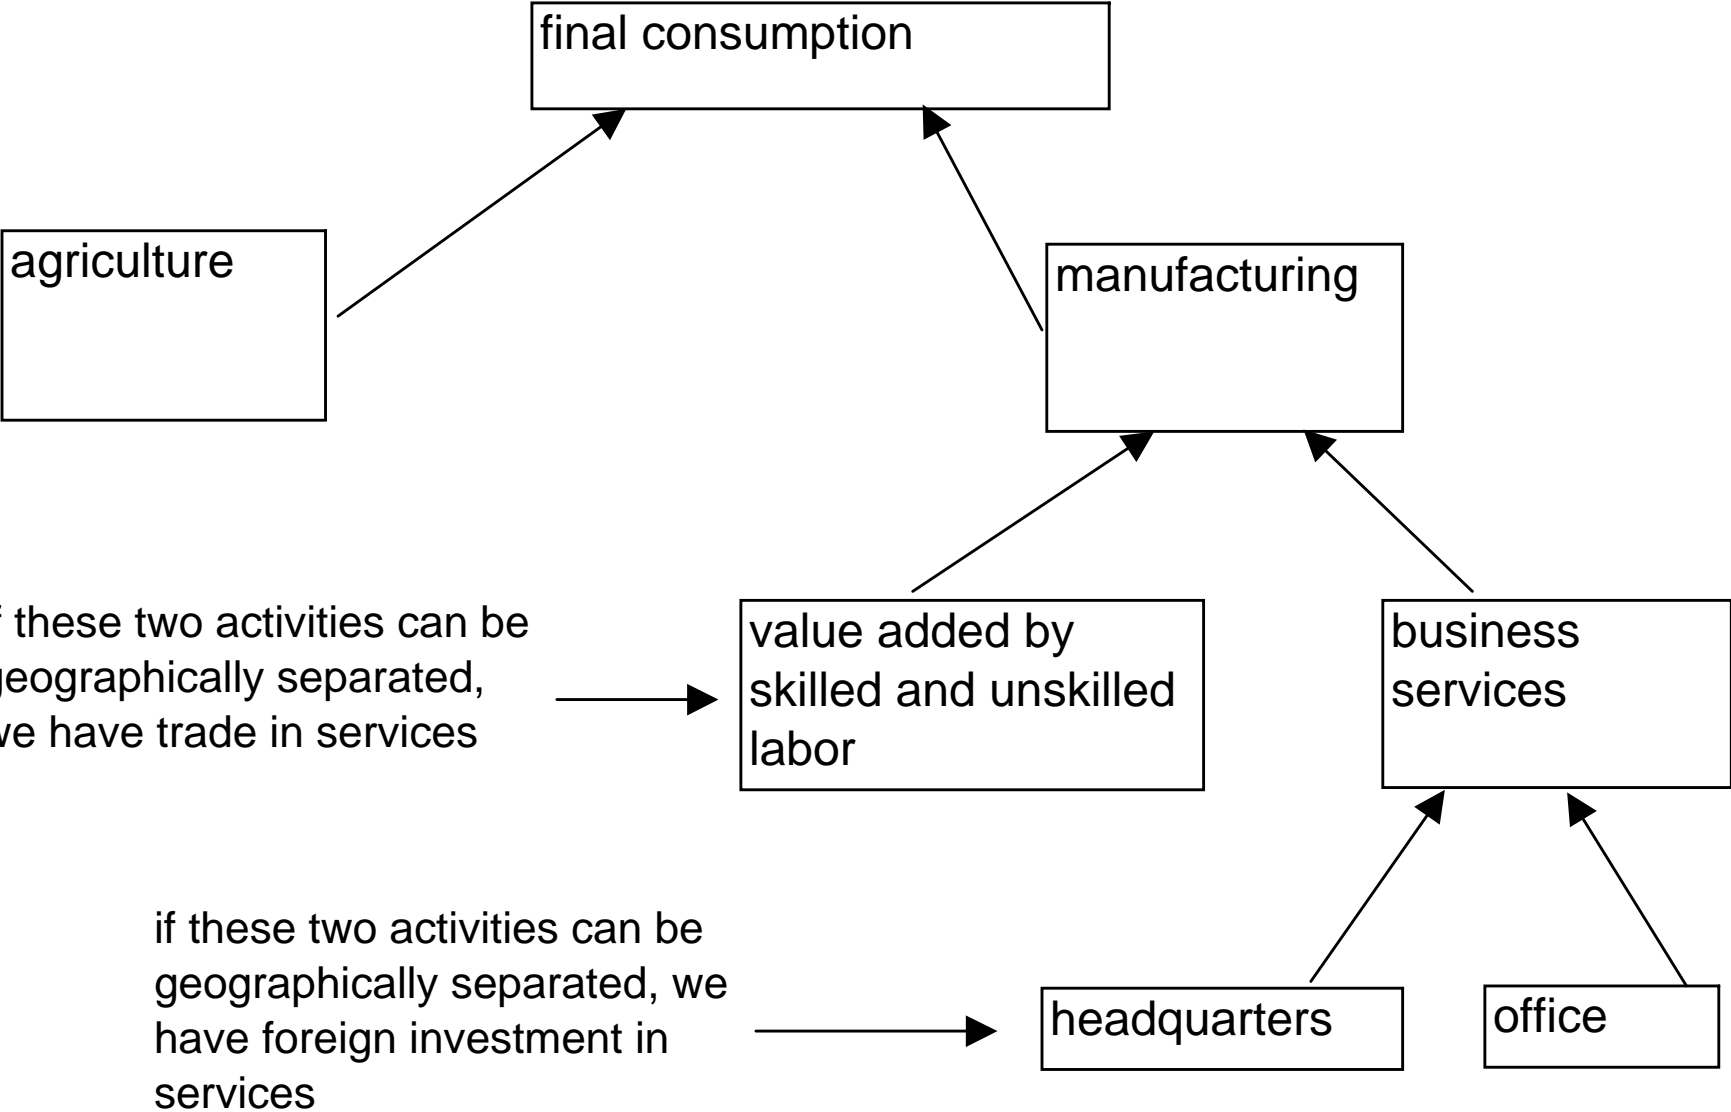 final consumption
agriculture
manufacturing
these two activities can be
geographically separated,
we have trade in services
value added by
skilled and unskilled
labor
business
services
if these two activities can be
geographically separated, we
have foreign investment in
services
headquarters
office